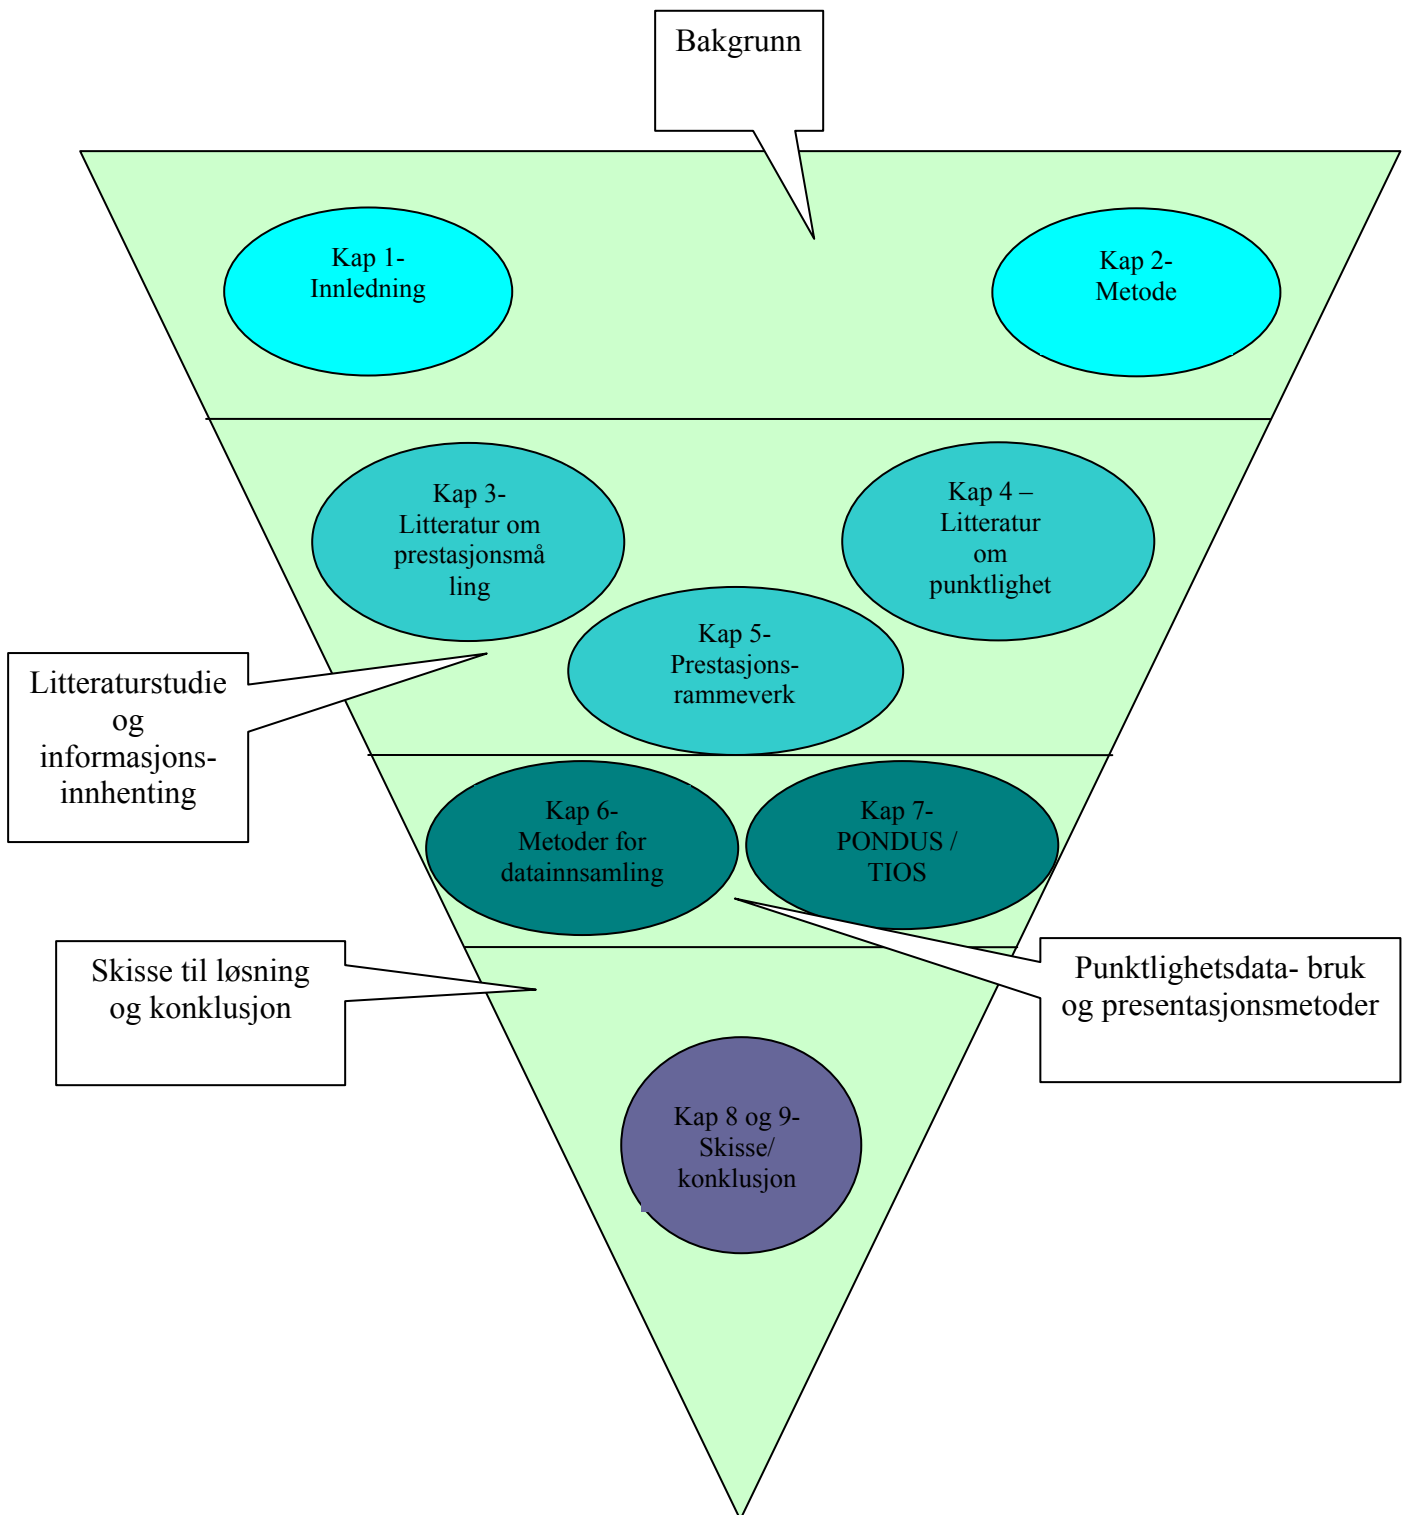 Bakgrunn
Kap 1-
Innledning
Kap 2-
Metode
Kap 3-
Litteratur om
prestasjonsmå
ling
Kap 4 –
Litteratur
om
punktlighet
Kap 5-
Prestasjons-
rammeverk
Litteraturstudie
og
informasjons-
innhenting
Kap 6-
Metoder for
datainnsamling
Kap 7-
PONDUS /
TIOS
Skisse til løsning
og konklusjon
Punktlighetsdata- bruk
og presentasjonsmetoder
Kap 8 og 9-
Skisse/
konklusjon